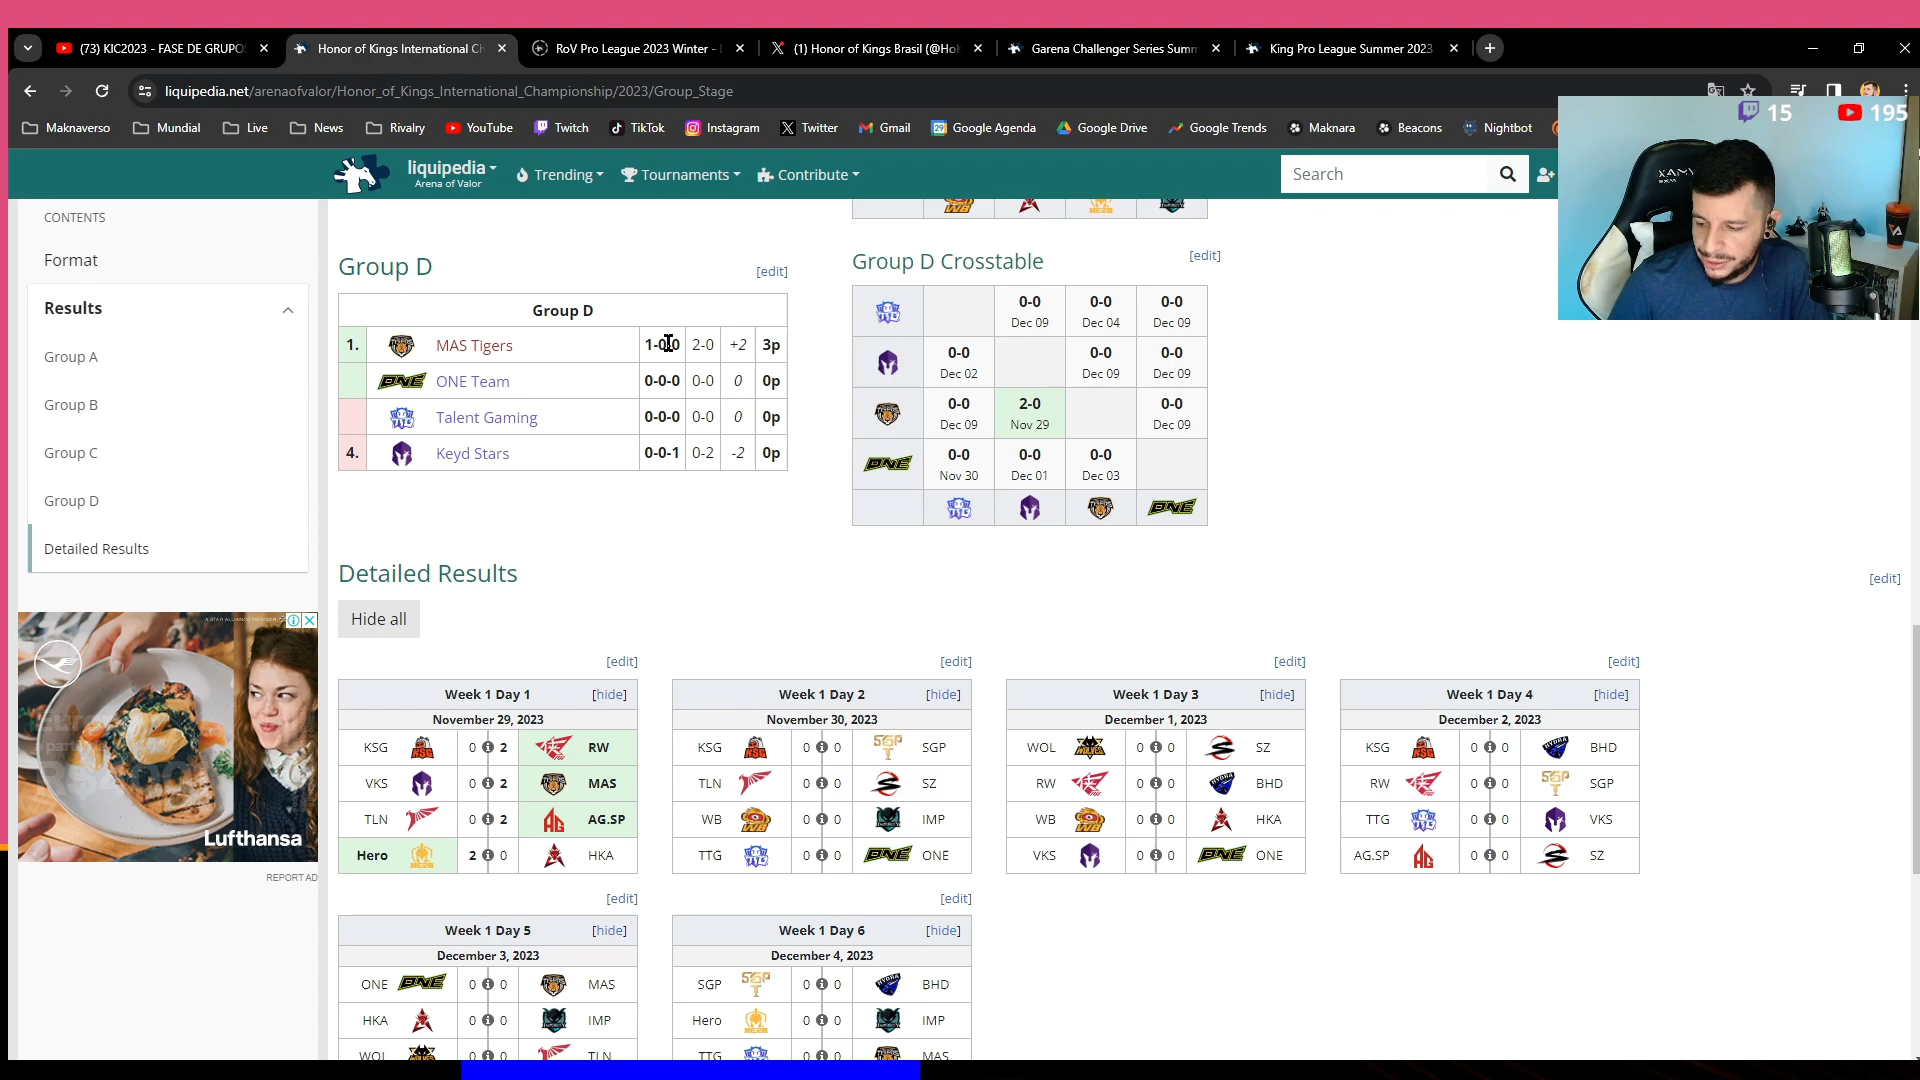 (73) KIC2023 - FASE DE GRUPO
Honor of Kings International Ch
RoV Pro League 2023 Winter -
(1) Honor of Kings Brasil (@Ho
Garena Challenger Series Summ
King Pro League Summer 2023
liquipedia.net/arenaofvalor/Honor_of_Kings_International_Championship/2023/Group_Stage
Maknaverso Mundial Live News Rivalry YouTube Twitch TikTok Instagram Twitter Gmail Google Agenda Google Drive Google Trends Maknara Beacons Nightbot
15 195
liquipedia
Arena of Valor
Trending Tournaments Contribute
Search
XAMY
CONTENTS
Format
Results
Group A
Group B
Group C
Group D
Detailed Results
Group D [edit]
Group D
1. MAS Tigers 1-0-0 2-0 +2 3p
ONE Team 0-0-0 0-0 0 0p
Talent Gaming 0-0-0 0-0 0 0p
4. Keyd Stars 0-0-1 0-2 -2 0p
Group D Crosstable [edit]
0-0 0-0 0-0
Dec 09 Dec 04 Dec 09
0-0 0-0 0-0
Dec 02 Dec 09 Dec 09
0-0 2-0 0-0
Dec 09 Nov 29 Dec 09
ONE 0-0 0-0 0-0
Nov 30 Dec 01 Dec 03
ONE
Detailed Results [edit]
Hide all
[edit]
Week 1 Day 1 [hide]
November 29, 2023
KSG 0 2 RW
VKS 0 2 MAS
TLN 0 2 AG.SP
Hero 2 0 HKA
[edit]
Week 1 Day 2 [hide]
November 30, 2023
KSG 0 0 SGP
TLN 0 0 SZ
WB 0 0 IMP
TTG 0 0 ONE
[edit]
Week 1 Day 3 [hide]
December 1, 2023
WOL 0 0 SZ
RW 0 0 BHD
WB 0 0 HKA
VKS 0 0 ONE
[edit]
Week 1 Day 4 [hide]
December 2, 2023
KSG 0 0 BHD
RW 0 0 SGP
TTG 0 0 VKS
AG.SP 0 0 SZ
[edit]
Week 1 Day 5 [hide]
December 3, 2023
ONE 0 0 MAS
HKA 0 0 IMP
WOL 0 0 TLN
[edit]
Week 1 Day 6 [hide]
December 4, 2023
SGP 0 0 BHD
Hero 0 0 IMP
TTG 0 0 MAS
Lufthansa
REPORT AD